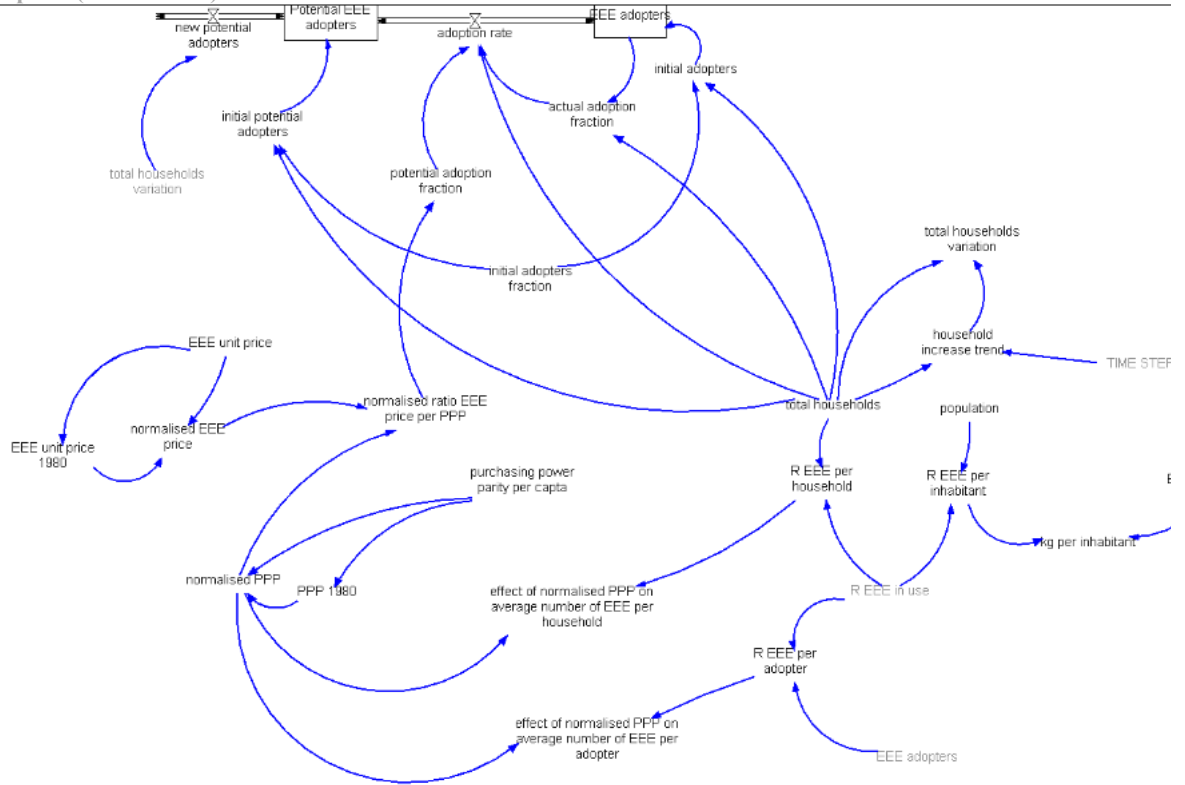 Potential EEE
adopters
EEE adopters
new potential
adopters
adoption rate
initial adopters
initial potential
adopters
actual adoption
fraction
total households
variation
potential adoption
fraction
total households
variation
initial adopters
fraction
EEE unit price
household
increase trend
TIME STEP
normalised ratio EEE
price per PPP
total households
population
normalised EEE
price
EEE unit price
1980
purchasing power
parity per capta
R EEE per
household
R EEE per
inhabitant
kg per inhabitant
normalised PPP
PPP 1980
effect of normalised PPP on
average number of EEE per
household
R EEE in use
R EEE per
adopter
effect of normalised PPP on
average number of EEE per
adopter
EEE adopters